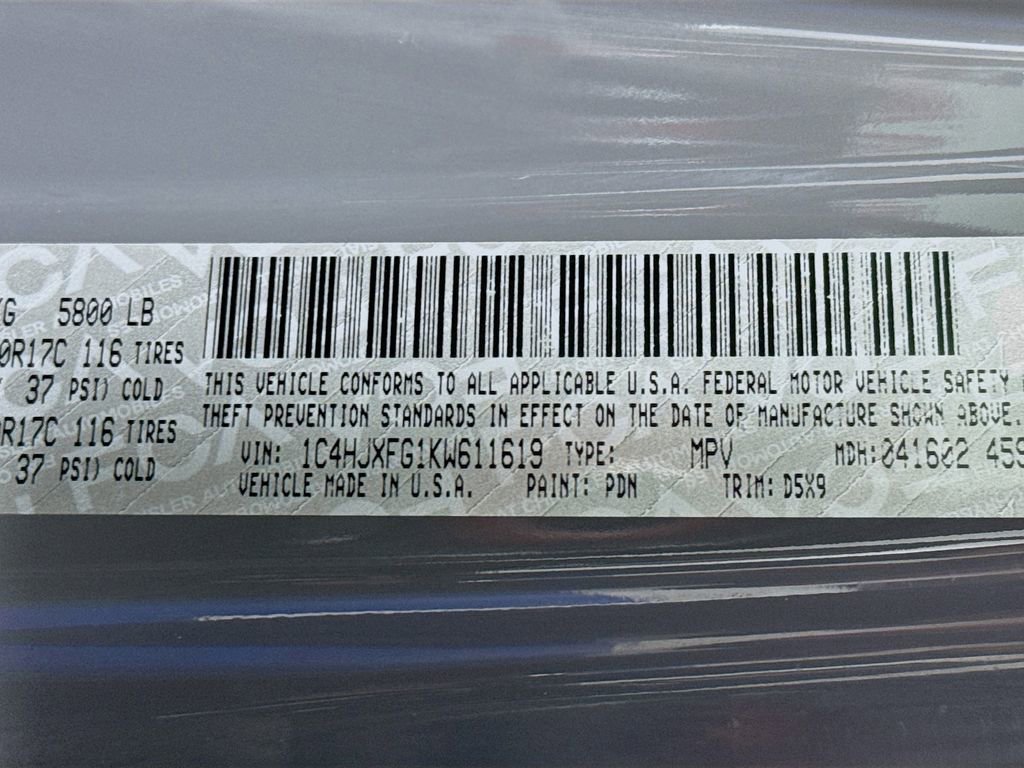 KG 5800 LB
0R17C 116 TIRES
37 PSI) COLD
0R17C 116 TIRES
37 PSI) COLD
THIS VEHICLE CONFORMS TO ALL APPLICABLE U.S.A. FEDERAL MOTOR VEHICLE SAFETY
THEFT PREVENTION STANDARDS IN EFFECT ON THE DATE OF MANUFACTURE SHOWN ABOVE.
VIN: 1C4HJXFG1KW611619 TYPE: MPV MDH:041602 459
VEHICLE MADE IN U.S.A. PAINT: PDN TRIM: D5X9